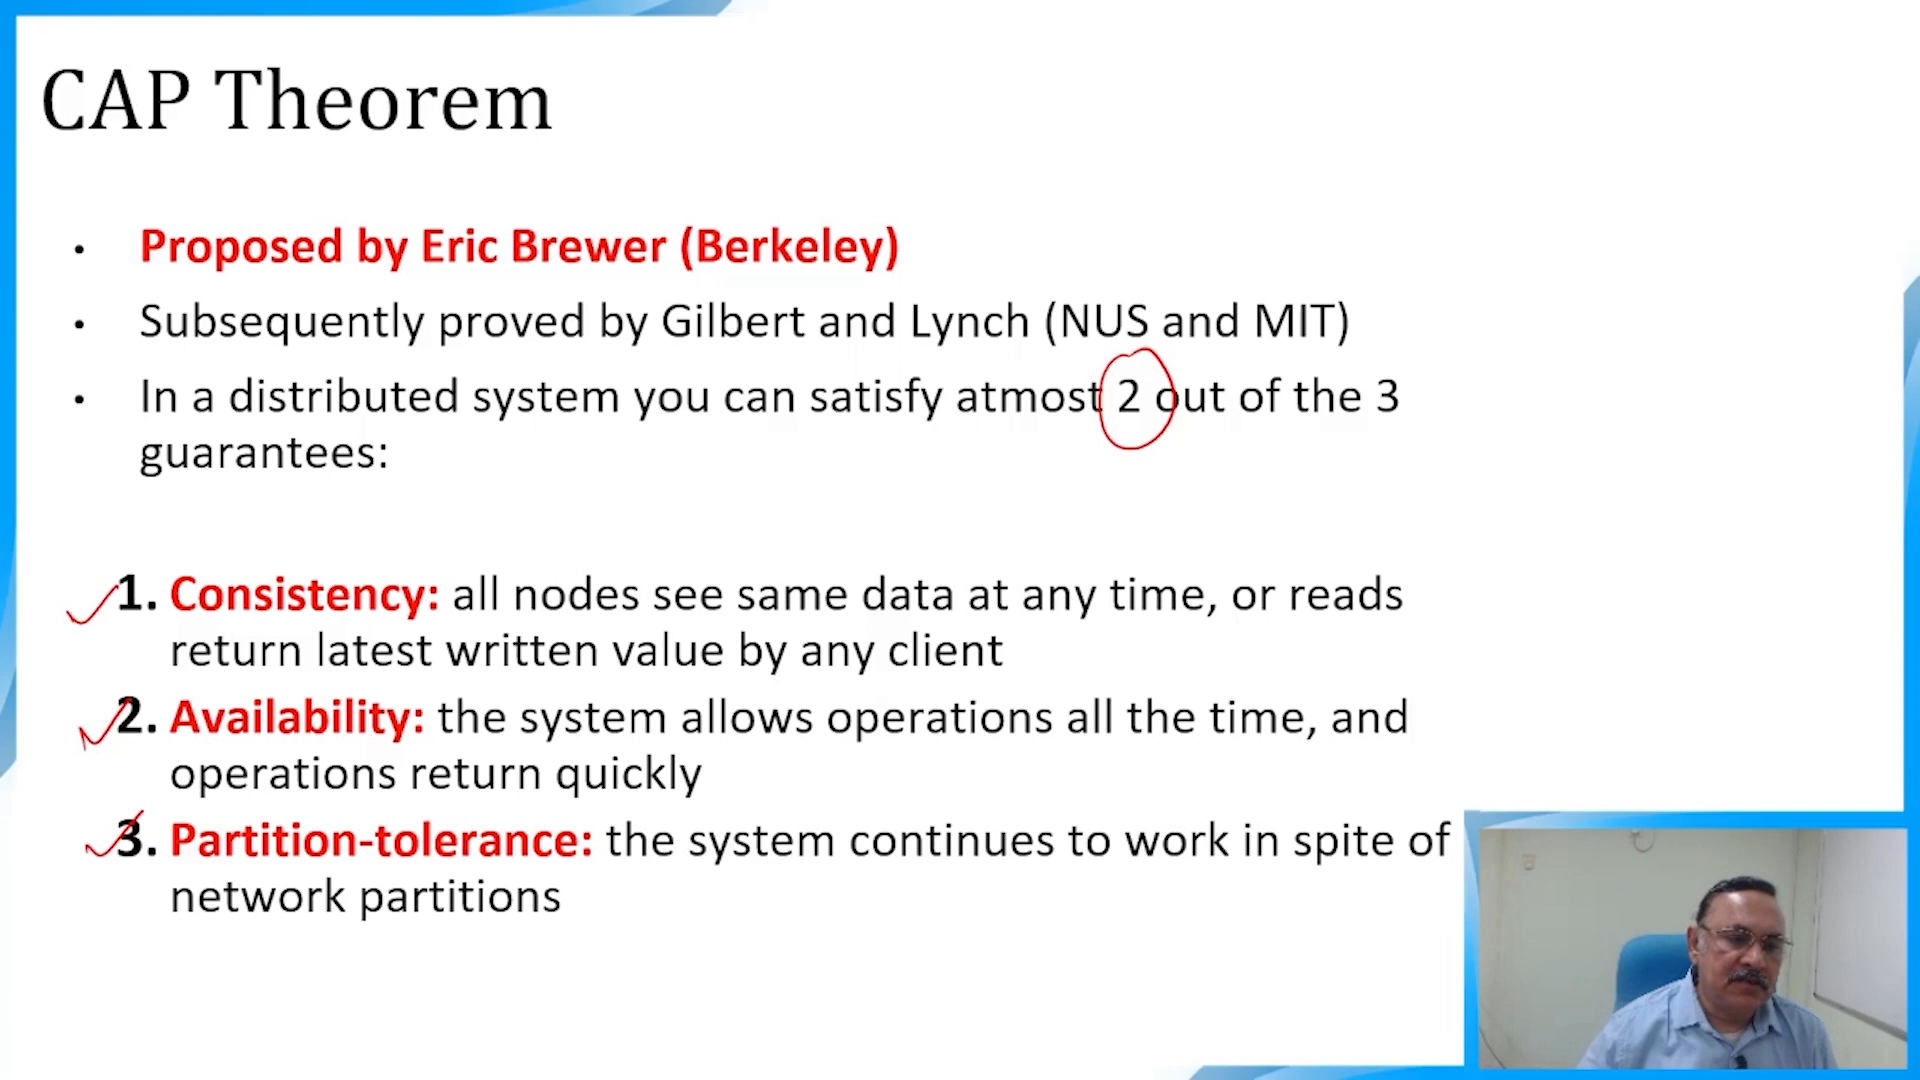 CAP Theorem
• Proposed by Eric Brewer (Berkeley)
• Subsequently proved by Gilbert and Lynch (NUS and MIT)
• In a distributed system you can satisfy atmost 2 out of the 3
guarantees:
1. Consistency: all nodes see same data at any time, or reads
return latest written value by any client
2. Availability: the system allows operations all the time, and
operations return quickly
3. Partition-tolerance: the system continues to work in spite of
network partitions